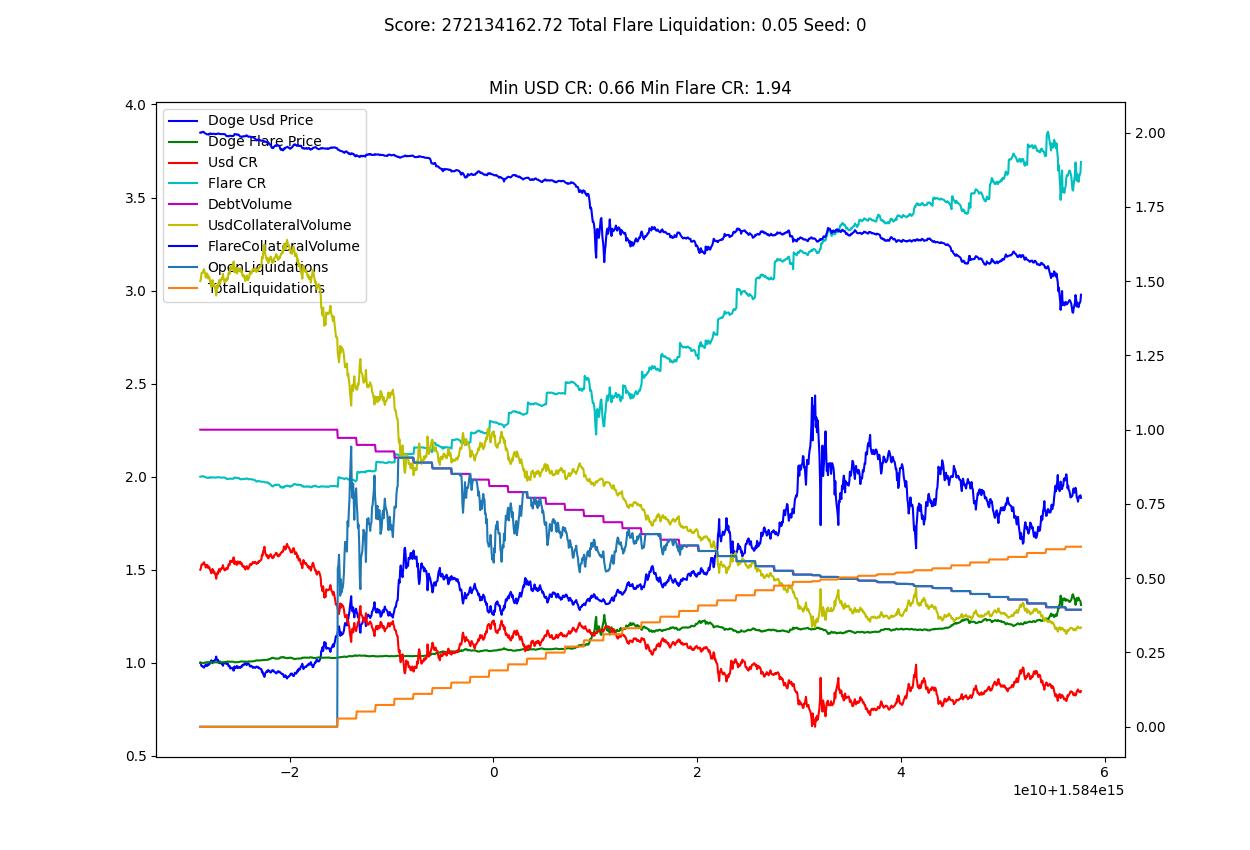 Score: 272134162.72 Total Flare Liquidation: 0.05 Seed: 0
Min USD CR: 0.66 Min Flare CR: 1.94
Doge Usd Price
Doge Flare Price
Usd CR
Flare CR
DebtVolume
UsdCollateralVolume
FlareCollateralVolume
OpenLiquidations
TotalLiquidations
4.0
3.5
3.0
2.5
2.0
1.5
1.0
0.5
2.00
1.75
1.50
1.25
1.00
0.75
0.50
0.25
0.00
−2 0 2 4 6
1e10+1.584e15